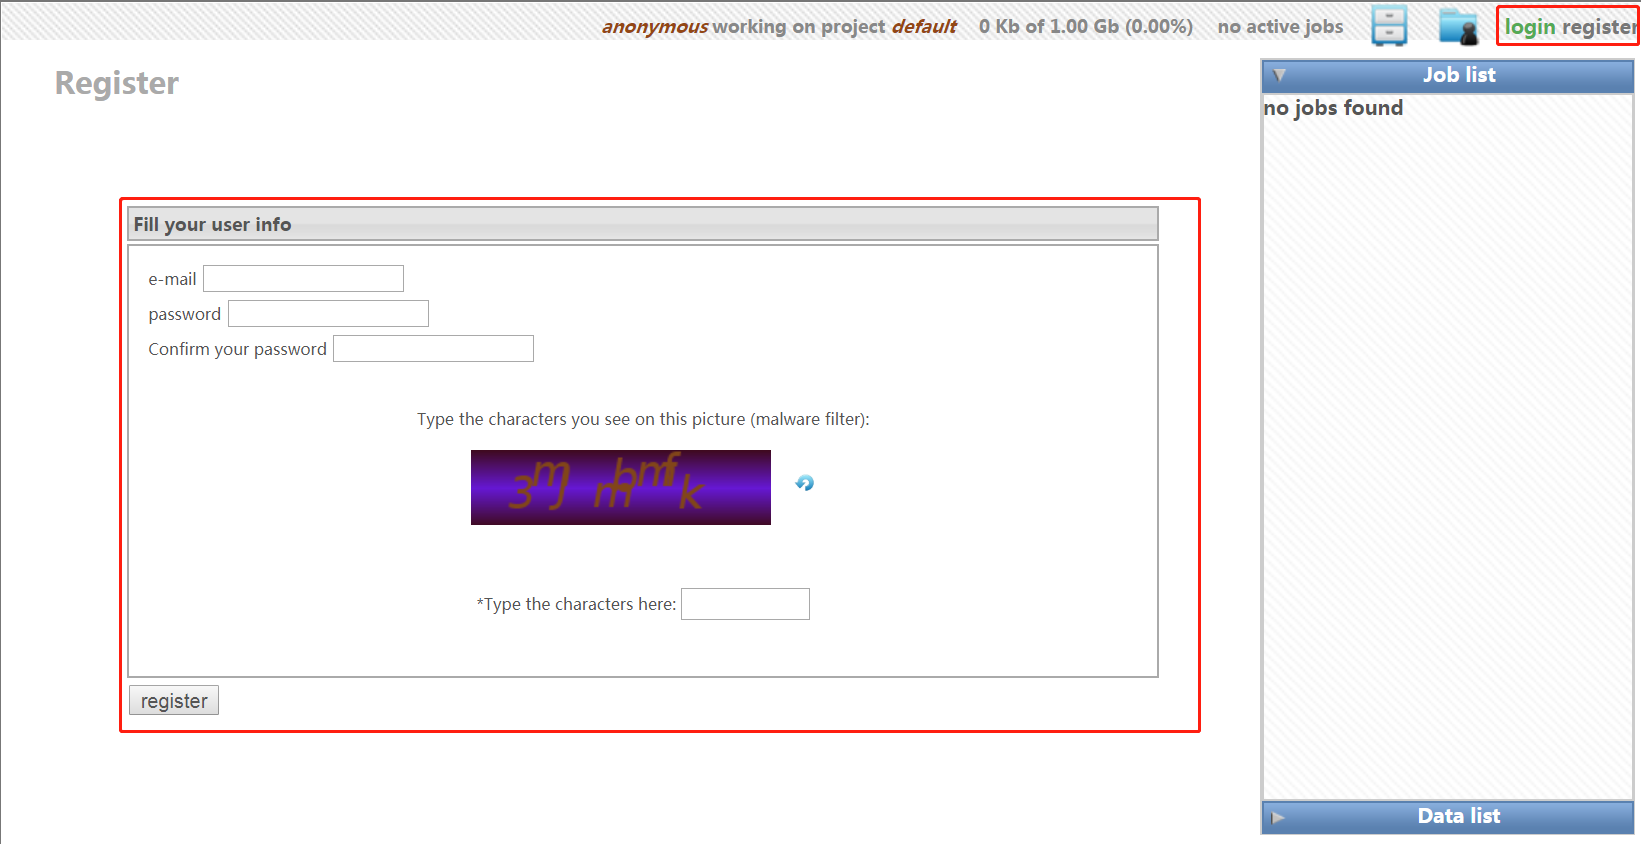 anonymous working on project default 0 Kb of 1.00 Gb (0.00%) no active jobs login register
Register
Job list
no jobs found
Fill your user info
e-mail
password
Confirm your password
Type the characters you see on this picture (malware filter):
*Type the characters here:
register
Data list